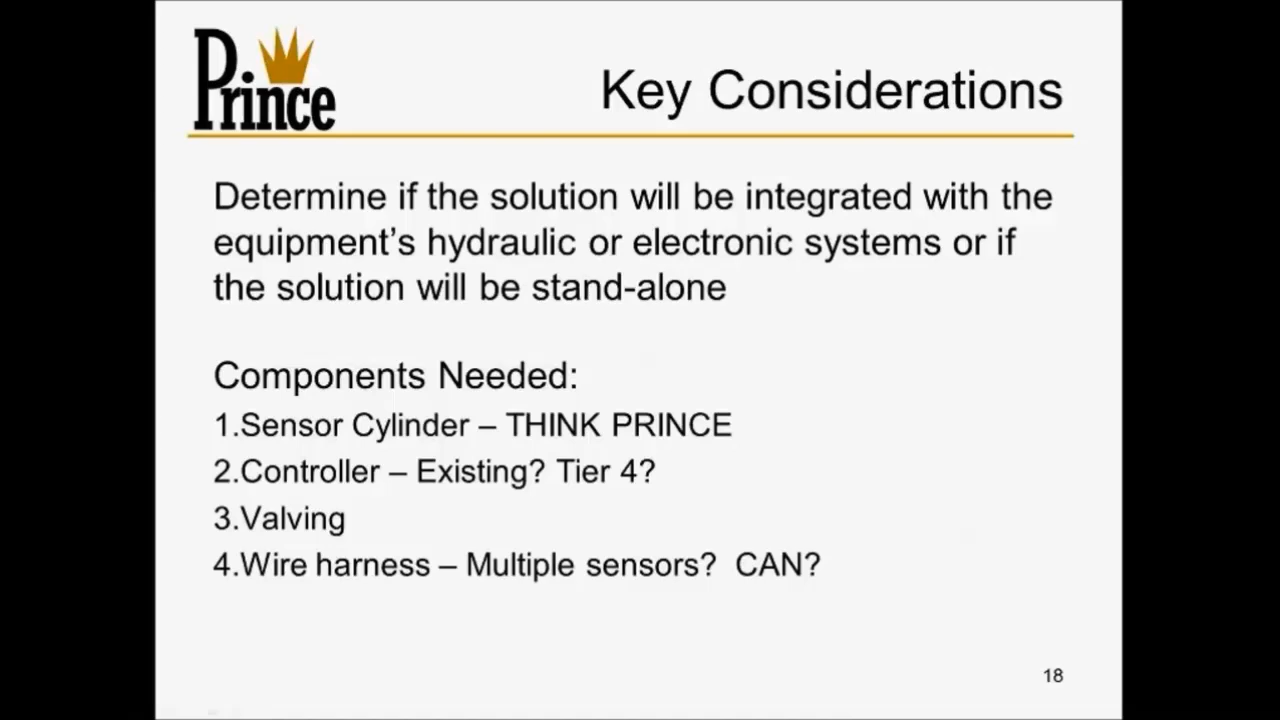 Prince
Key Considerations
Determine if the solution will be integrated with the
equipment’s hydraulic or electronic systems or if
the solution will be stand-alone
Components Needed:
1.Sensor Cylinder – THINK PRINCE
2.Controller – Existing? Tier 4?
3.Valving
4.Wire harness – Multiple sensors?  CAN?
18